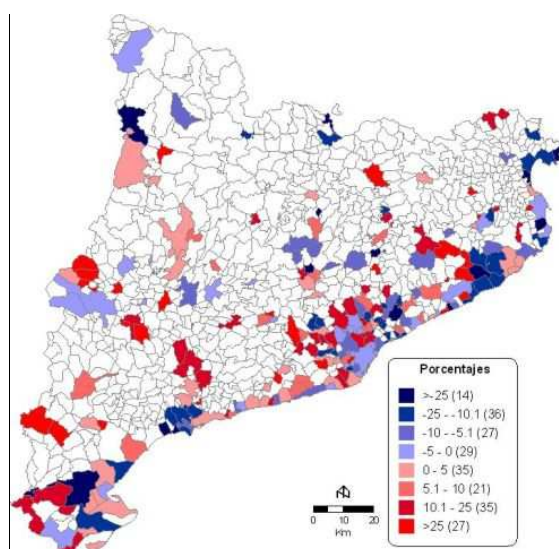 Porcentajes
>-25 (14)
-25 - -10.1 (36)
-10 - -5.1 (27)
-5 - 0 (29)
0 - 5 (35)
5.1 - 10 (21)
10.1 - 25 (35)
>25 (27)
10 0 10 20
Km